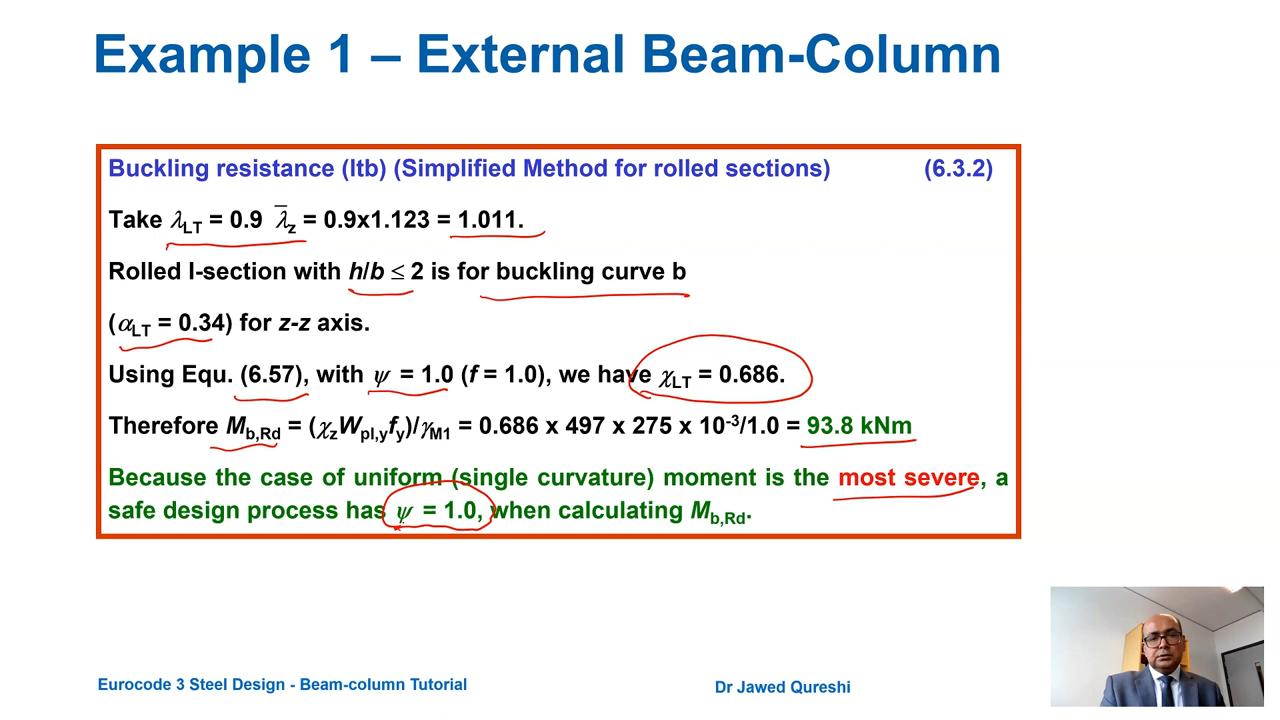 Example 1 – External Beam-Column
Buckling resistance (ltb) (Simplified Method for rolled sections) (6.3.2)
Take λLT = 0.9 λ̅z = 0.9x1.123 = 1.011.
Rolled I-section with h/b ≤ 2 is for buckling curve b
(αLT = 0.34) for z-z axis.
Using Equ. (6.57), with ψ = 1.0 (f = 1.0), we have χLT = 0.686.
Therefore Mb,Rd = (χzWpl,yfy)/γM1 = 0.686 x 497 x 275 x 10⁻³/1.0 = 93.8 kNm
Because the case of uniform (single curvature) moment is the most severe, a
safe design process has ψ = 1.0, when calculating Mb,Rd.
Eurocode 3 Steel Design - Beam-column Tutorial
Dr Jawed Qureshi